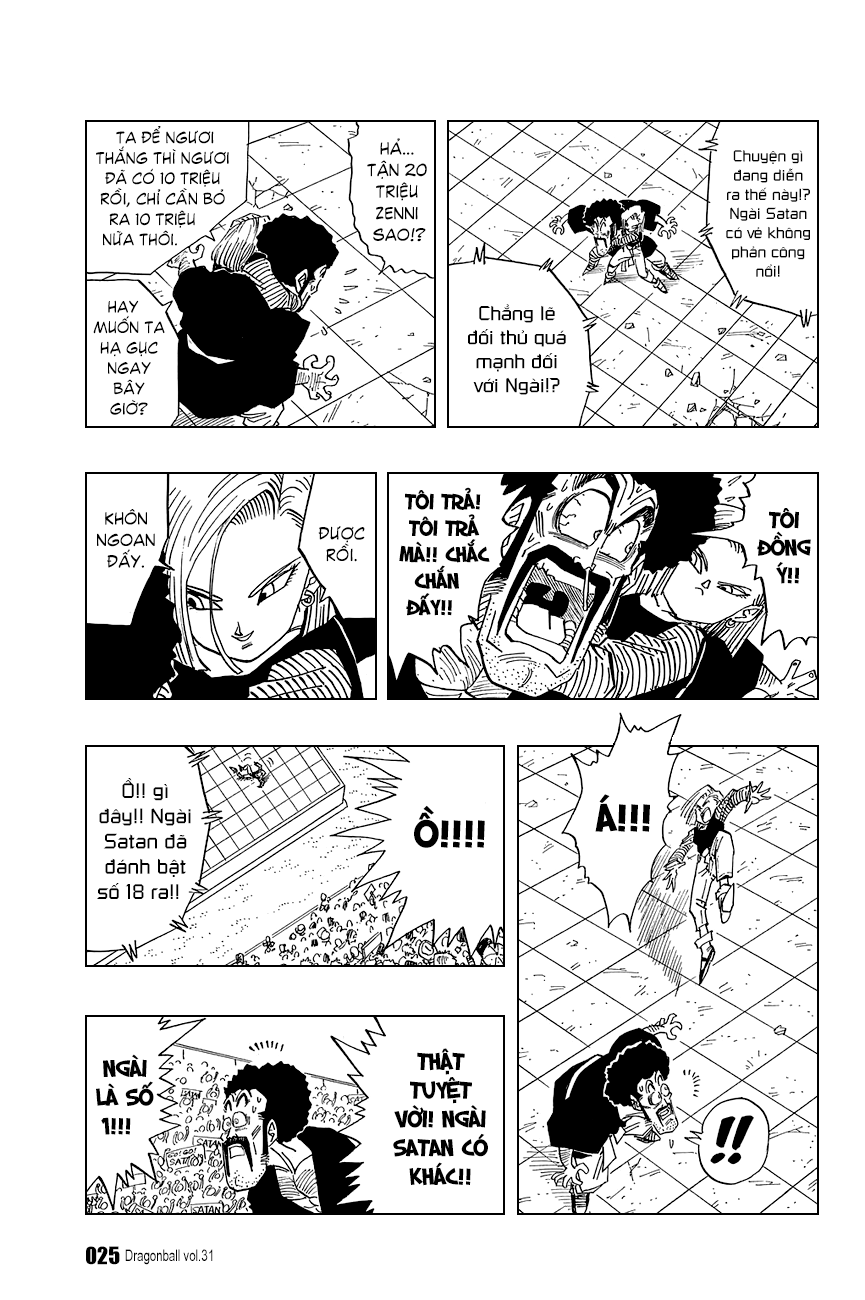 Chuyện gì
đang diễn
ra thế này!?
Ngài Satan
có vẻ không
phản công
nổi!
Chẳng lẽ
đối thủ quá
mạnh đối
với Ngài!?
HẢ...
TẬN 20
TRIỆU
ZENNI
SAO!?
TA ĐỂ NGƯƠI
THẮNG THÌ NGƯƠI
ĐÃ CÓ 10 TRIỆU
RỒI, CHỈ CẦN BỎ
RA 10 TRIỆU
NỮA THÔI.
HAY
MUỐN TA
HẠ GỤC
NGAY
BÂY
GIỜ?
TÔI
ĐỒNG
Ý!!
TÔI TRẢ!
TÔI TRẢ
MÀ!! CHẮC
CHẮN
ĐẤY!!
ĐƯỢC
RỒI.
KHÔN
NGOAN
ĐẤY.
Á!!!
!!
Ồ!!!!
Ồ!! gì
đây!! Ngài
Satan đã
đánh bật
số 18 ra!!
THẬT
TUYỆT
VỜI! NGÀI
SATAN CÓ
KHÁC!!
NGÀI
LÀ SỐ
1!!!
SATAN
GO! GO!
SATAN
025 Dragonball vol.31